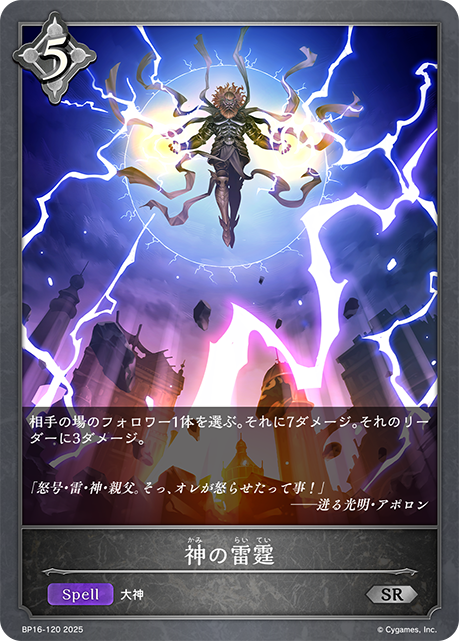 5
相手の場のフォロワー1体を選ぶ。それに7ダメージ。それのリー
ダーに3ダメージ。
「怒号・雷・神・親父。そっ、オレが怒らせたって事！」
──迸る光明・アポロン
かみ らい てい
神の雷霆
Spell 大神 SR
BP16-120 2025 © Cygames, Inc.